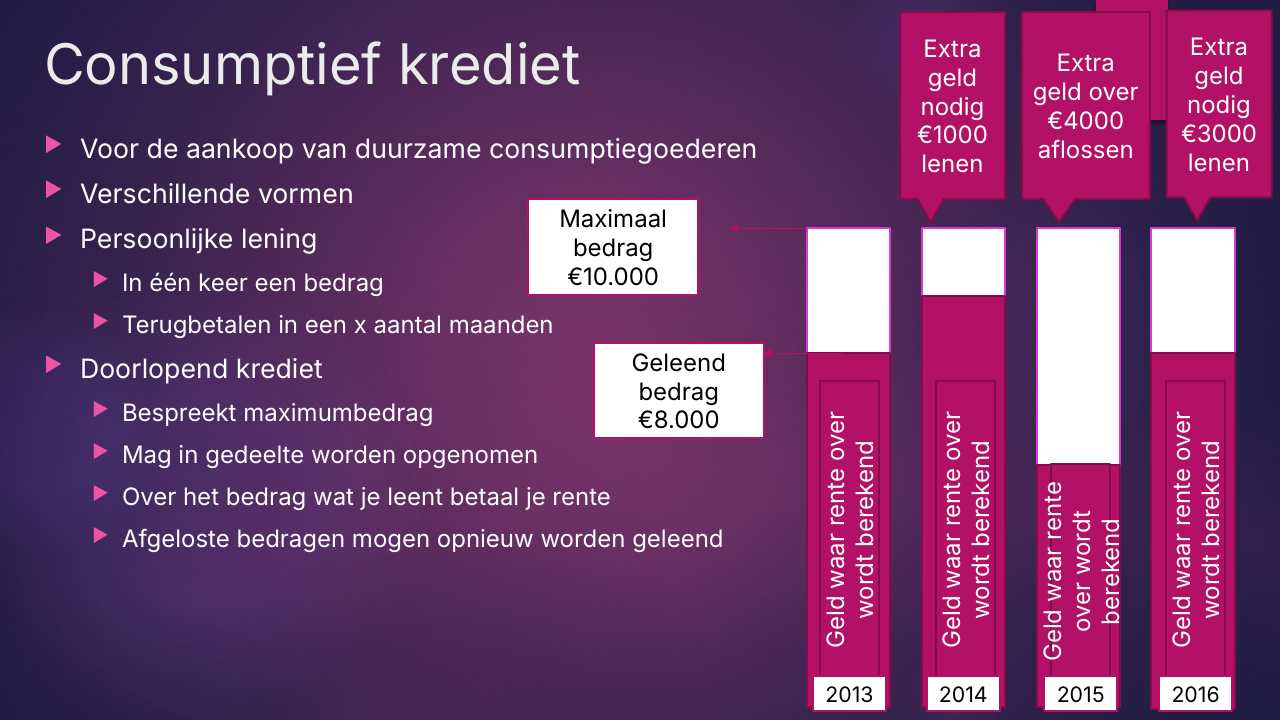 Consumptief krediet
Voor de aankoop van duurzame consumptiegoederen
Verschillende vormen
Persoonlijke lening
In één keer een bedrag
Terugbetalen in een x aantal maanden
Doorlopend krediet
Bespreekt maximumbedrag
Mag in gedeelte worden opgenomen
Over het bedrag wat je leent betaal je rente
Afgeloste bedragen mogen opnieuw worden geleend
Maximaal
bedrag
€10.000
Geleend
bedrag
€8.000
Extra
geld
nodig
€1000
lenen
Extra
geld over
€4000
aflossen
Extra
geld
nodig
€3000
lenen
Geld waar rente over
wordt berekend
2013
Geld waar rente over
wordt berekend
2014
Geld waar rente
over wordt
berekend
2015
Geld waar rente over
wordt berekend
2016